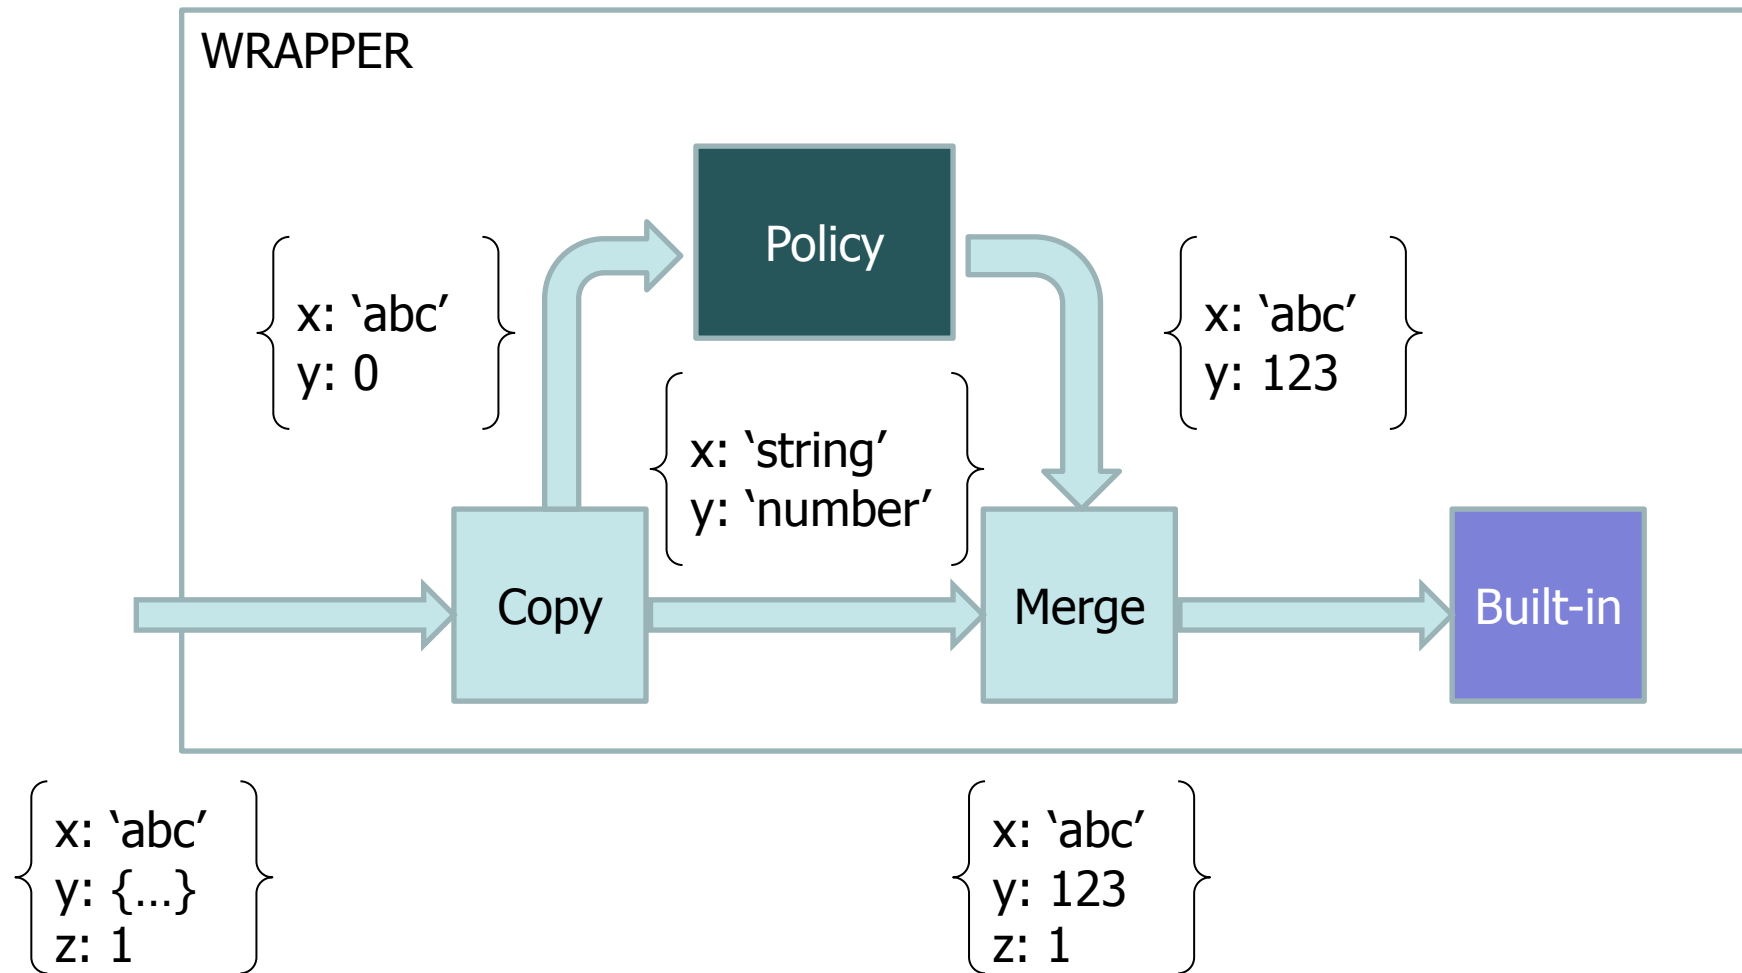 WRAPPER
Policy
x: ‘abc’
y: 0
x: ‘abc’
y: 123
x: ‘string’
y: ‘number’
Copy
Merge
Built-in
x: ‘abc’
y: {…}
z: 1
x: ‘abc’
y: 123
z: 1